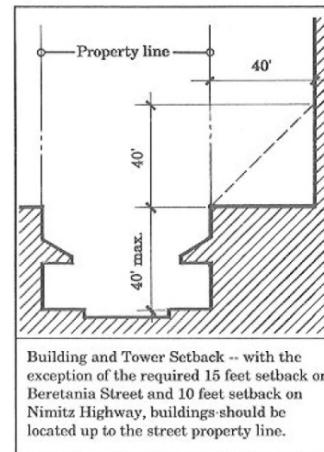 Property line
40'
40'
40' max.
Building and Tower Setback -- with the
exception of the required 15 feet setback on
Beretania Street and 10 feet setback on
Nimitz Highway, buildings should be
located up to the street property line.